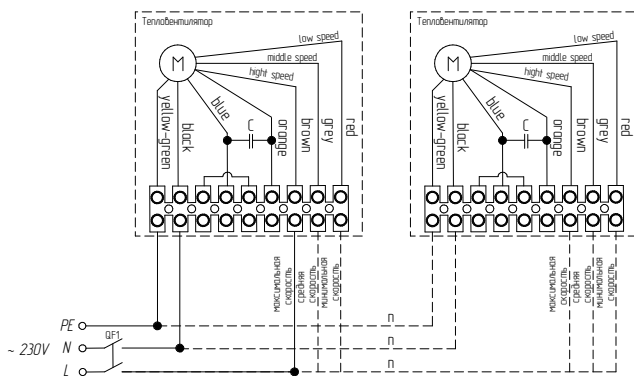 Тепловентилятор
Тепловентилятор
M
low speed
middle speed
hight speed
yellow-green
black
blue
C
orange
brown
grey
red
M
low speed
middle speed
hight speed
yellow-green
black
blue
C
orange
brown
grey
red
максимальная
скорость
средняя
скорость
минимальная
скорость
максимальная
скорость
средняя
скорость
минимальная
скорость
PE
n
QF1
~ 230V
N
n
L
n